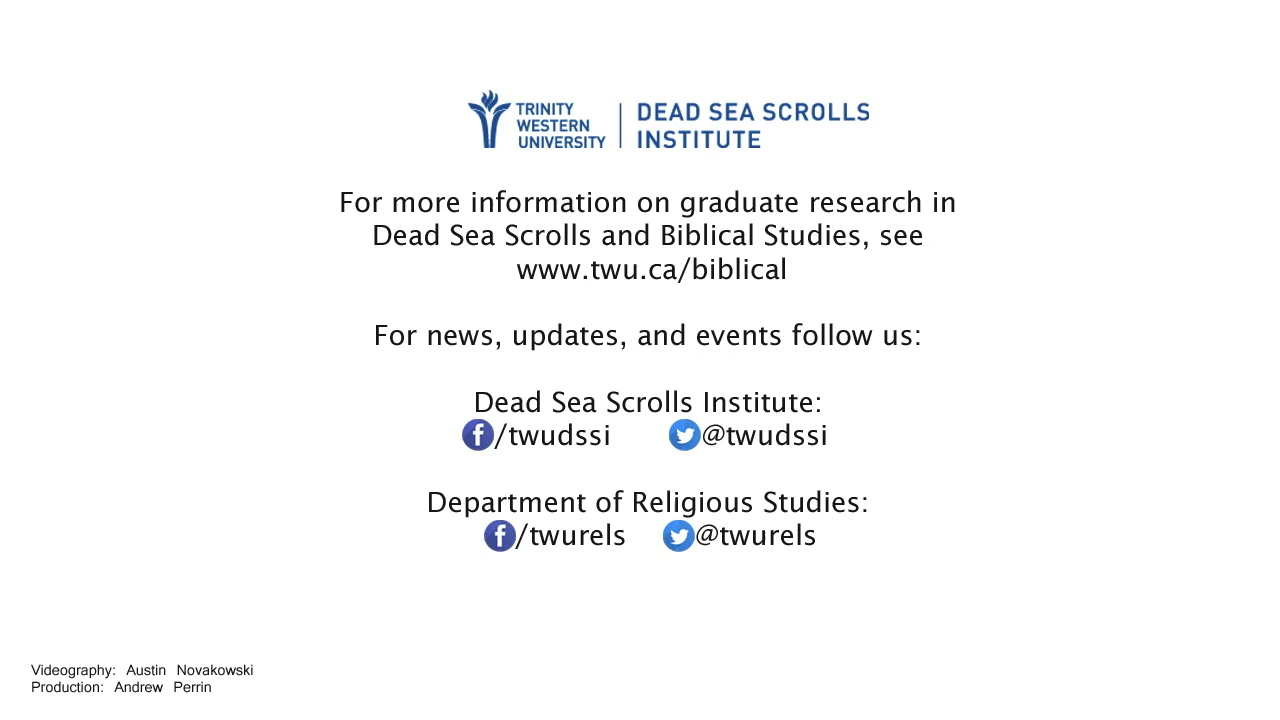 TRINITY
WESTERN
UNIVERSITY
DEAD SEA SCROLLS
INSTITUTE
For more information on graduate research in
Dead Sea Scrolls and Biblical Studies, see
www.twu.ca/biblical
For news, updates, and events follow us:
Dead Sea Scrolls Institute:
/twudssi @twudssi
Department of Religious Studies:
/twurels @twurels
Videography: Austin Novakowski
Production: Andrew Perrin